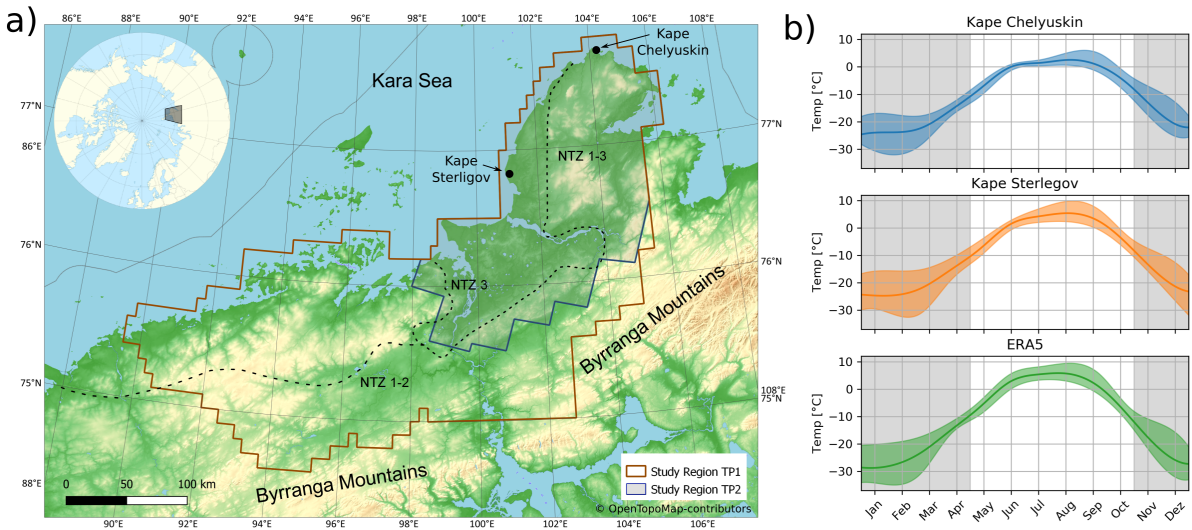 a)
86°E 88°E 90°E 92°E 94°E 96°E 98°E 100°E 102°E 104°E 106°E
Kape
Chelyuskin
Kara Sea
77°N
86°E
77°N
NTZ 1-3
Kape
Sterligov
76°N
76°N
NTZ 3
Byrranga Mountains
NTZ 1-2
75°N
108°E
75°N
Byrranga Mountains
88°E
0 50 100 km
Study Region TP1
Study Region TP2
© OpenTopoMap-contributors
90°E 92°E 94°E 96°E 98°E 100°E 102°E 104°E 106°E
b)
Kape Chelyuskin
Temp [°C]
10
0
−10
−20
−30
Kape Sterlegov
Temp [°C]
10
0
−10
−20
−30
ERA5
Temp [°C]
10
0
−10
−20
−30
Jan Feb Mar Apr May Jun Jul Aug Sep Oct Nov Dez